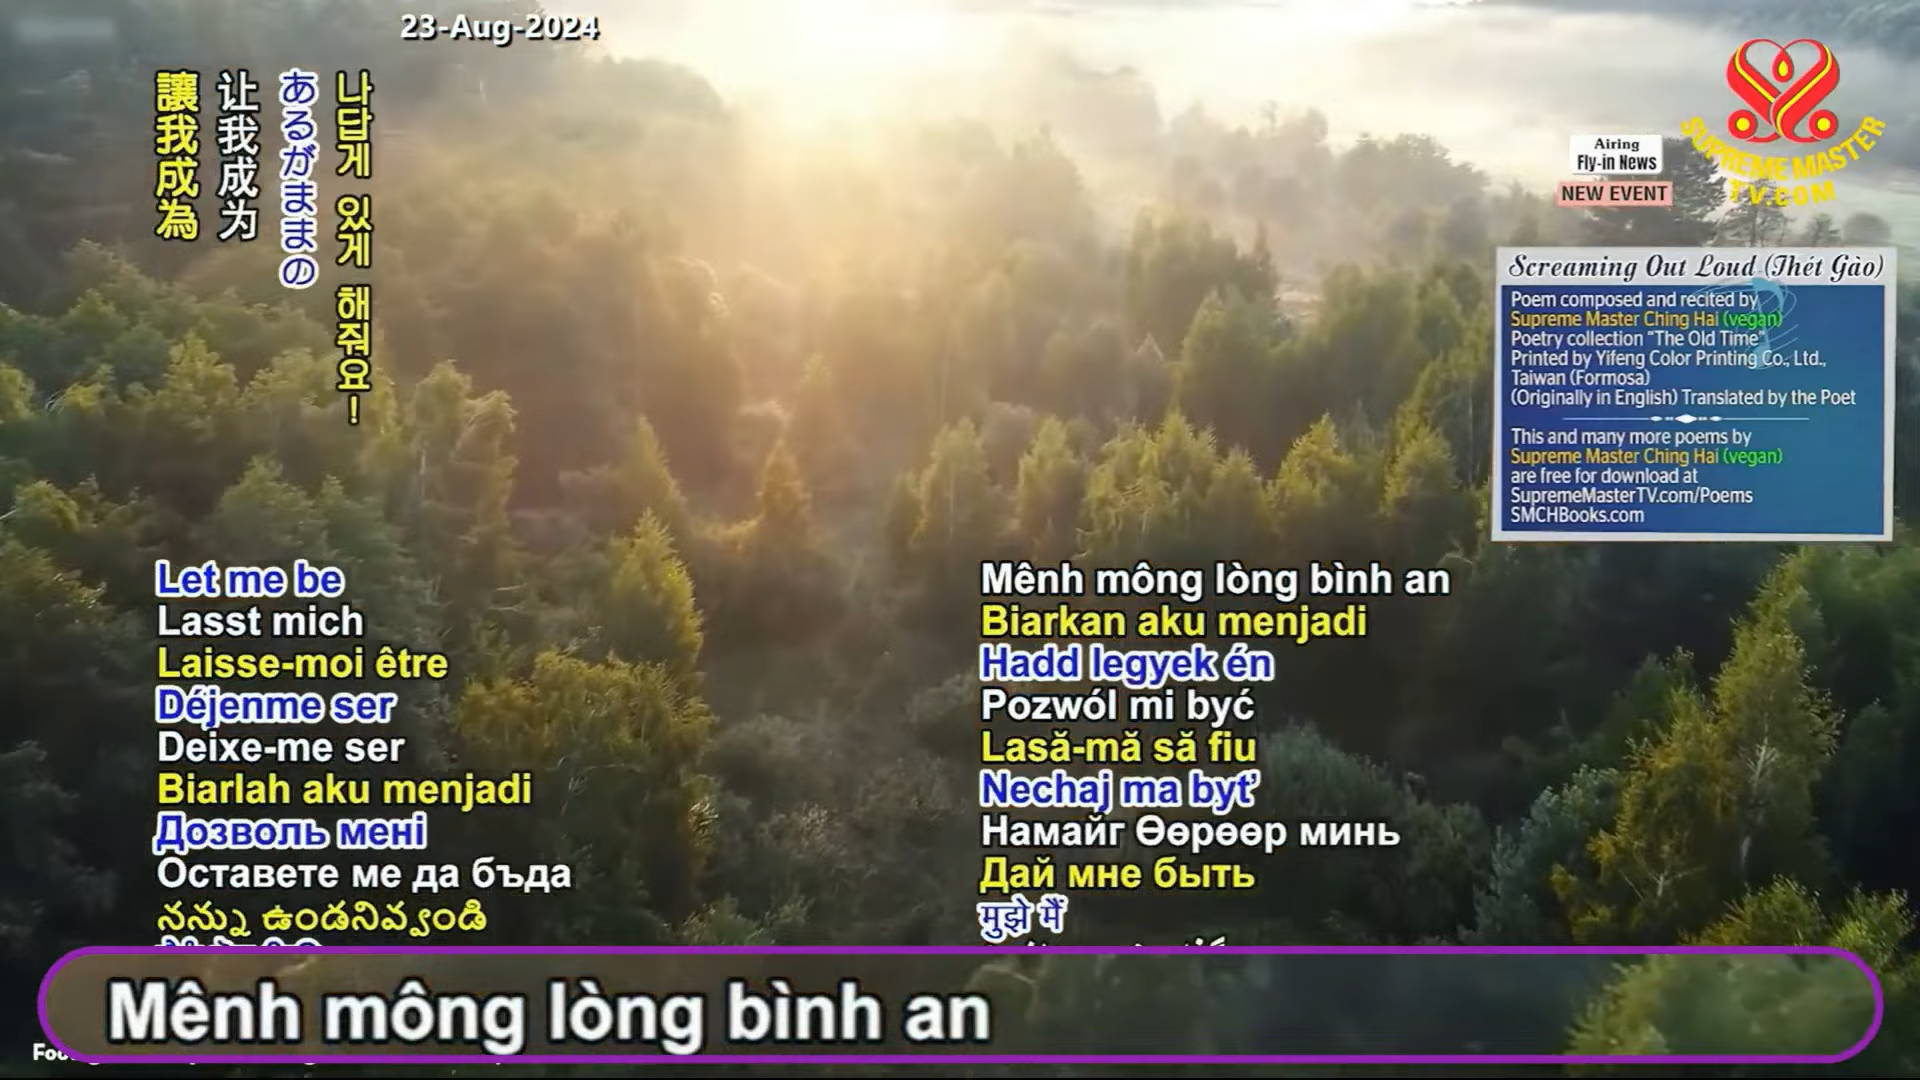 23-Aug-2024
讓我成為
让我成为
あるがままの
나답게 있게 해줘요!
SUPREME MASTER
TV.COM
Airing
Fly-in News
NEW EVENT
Screaming Out Loud (Thét Gào)
Poem composed and recited by
Supreme Master Ching Hai (vegan)
Poetry collection "The Old Time"
Printed by Yifeng Color Printing Co., Ltd.,
Taiwan (Formosa)
(Originally in English) Translated by the Poet
This and many more poems by
Supreme Master Ching Hai (vegan)
are free for download at
SupremeMasterTV.com/Poems
SMCHBooks.com
Let me be
Lasst mich
Laisse-moi être
Déjenme ser
Deixe-me ser
Biarlah aku menjadi
Дозволь мені
Оставете ме да бъда
నన్ను ఉండనివ్వండి
Mênh mông lòng bình an
Biarkan aku menjadi
Hadd legyek én
Pozwól mi być
Lasă-mă să fiu
Nechaj ma byť
Намайг Өөрөөр минь
Дай мне быть
मुझे मैं
Mênh mông lòng bình an